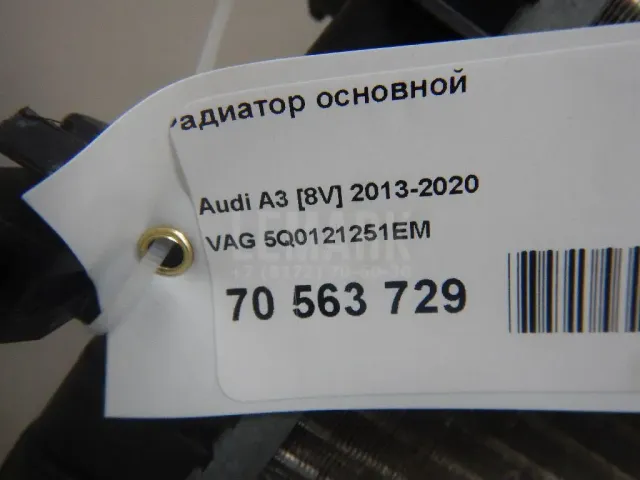 Радиатор основной
Audi A3 [8V] 2013-2020
VAG 5Q0121251EM
70 563 729